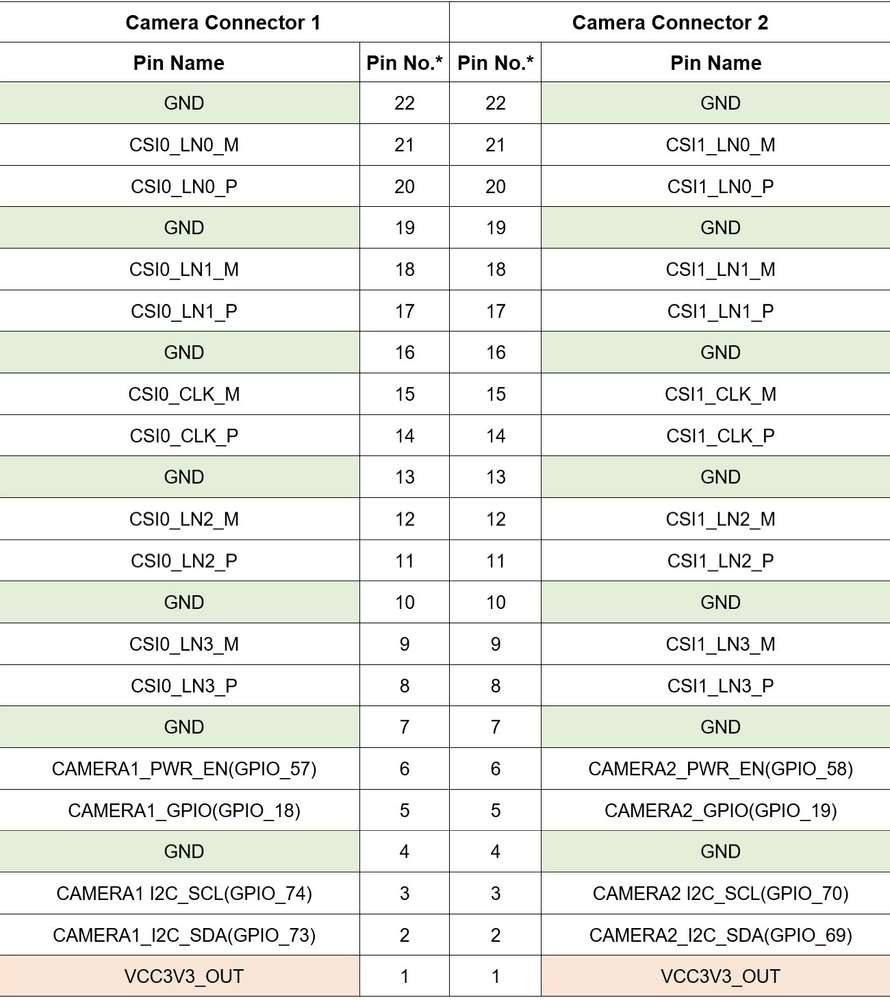 Camera Connector 1 Camera Connector 2
Pin Name Pin No.* Pin No.* Pin Name
GND 22 22 GND
CSI0_LN0_M 21 21 CSI1_LN0_M
CSI0_LN0_P 20 20 CSI1_LN0_P
GND 19 19 GND
CSI0_LN1_M 18 18 CSI1_LN1_M
CSI0_LN1_P 17 17 CSI1_LN1_P
GND 16 16 GND
CSI0_CLK_M 15 15 CSI1_CLK_M
CSI0_CLK_P 14 14 CSI1_CLK_P
GND 13 13 GND
CSI0_LN2_M 12 12 CSI1_LN2_M
CSI0_LN2_P 11 11 CSI1_LN2_P
GND 10 10 GND
CSI0_LN3_M 9 9 CSI1_LN3_M
CSI0_LN3_P 8 8 CSI1_LN3_P
GND 7 7 GND
CAMERA1_PWR_EN(GPIO_57) 6 6 CAMERA2_PWR_EN(GPIO_58)
CAMERA1_GPIO(GPIO_18) 5 5 CAMERA2_GPIO(GPIO_19)
GND 4 4 GND
CAMERA1 I2C_SCL(GPIO_74) 3 3 CAMERA2 I2C_SCL(GPIO_70)
CAMERA1_I2C_SDA(GPIO_73) 2 2 CAMERA2_I2C_SDA(GPIO_69)
VCC3V3_OUT 1 1 VCC3V3_OUT